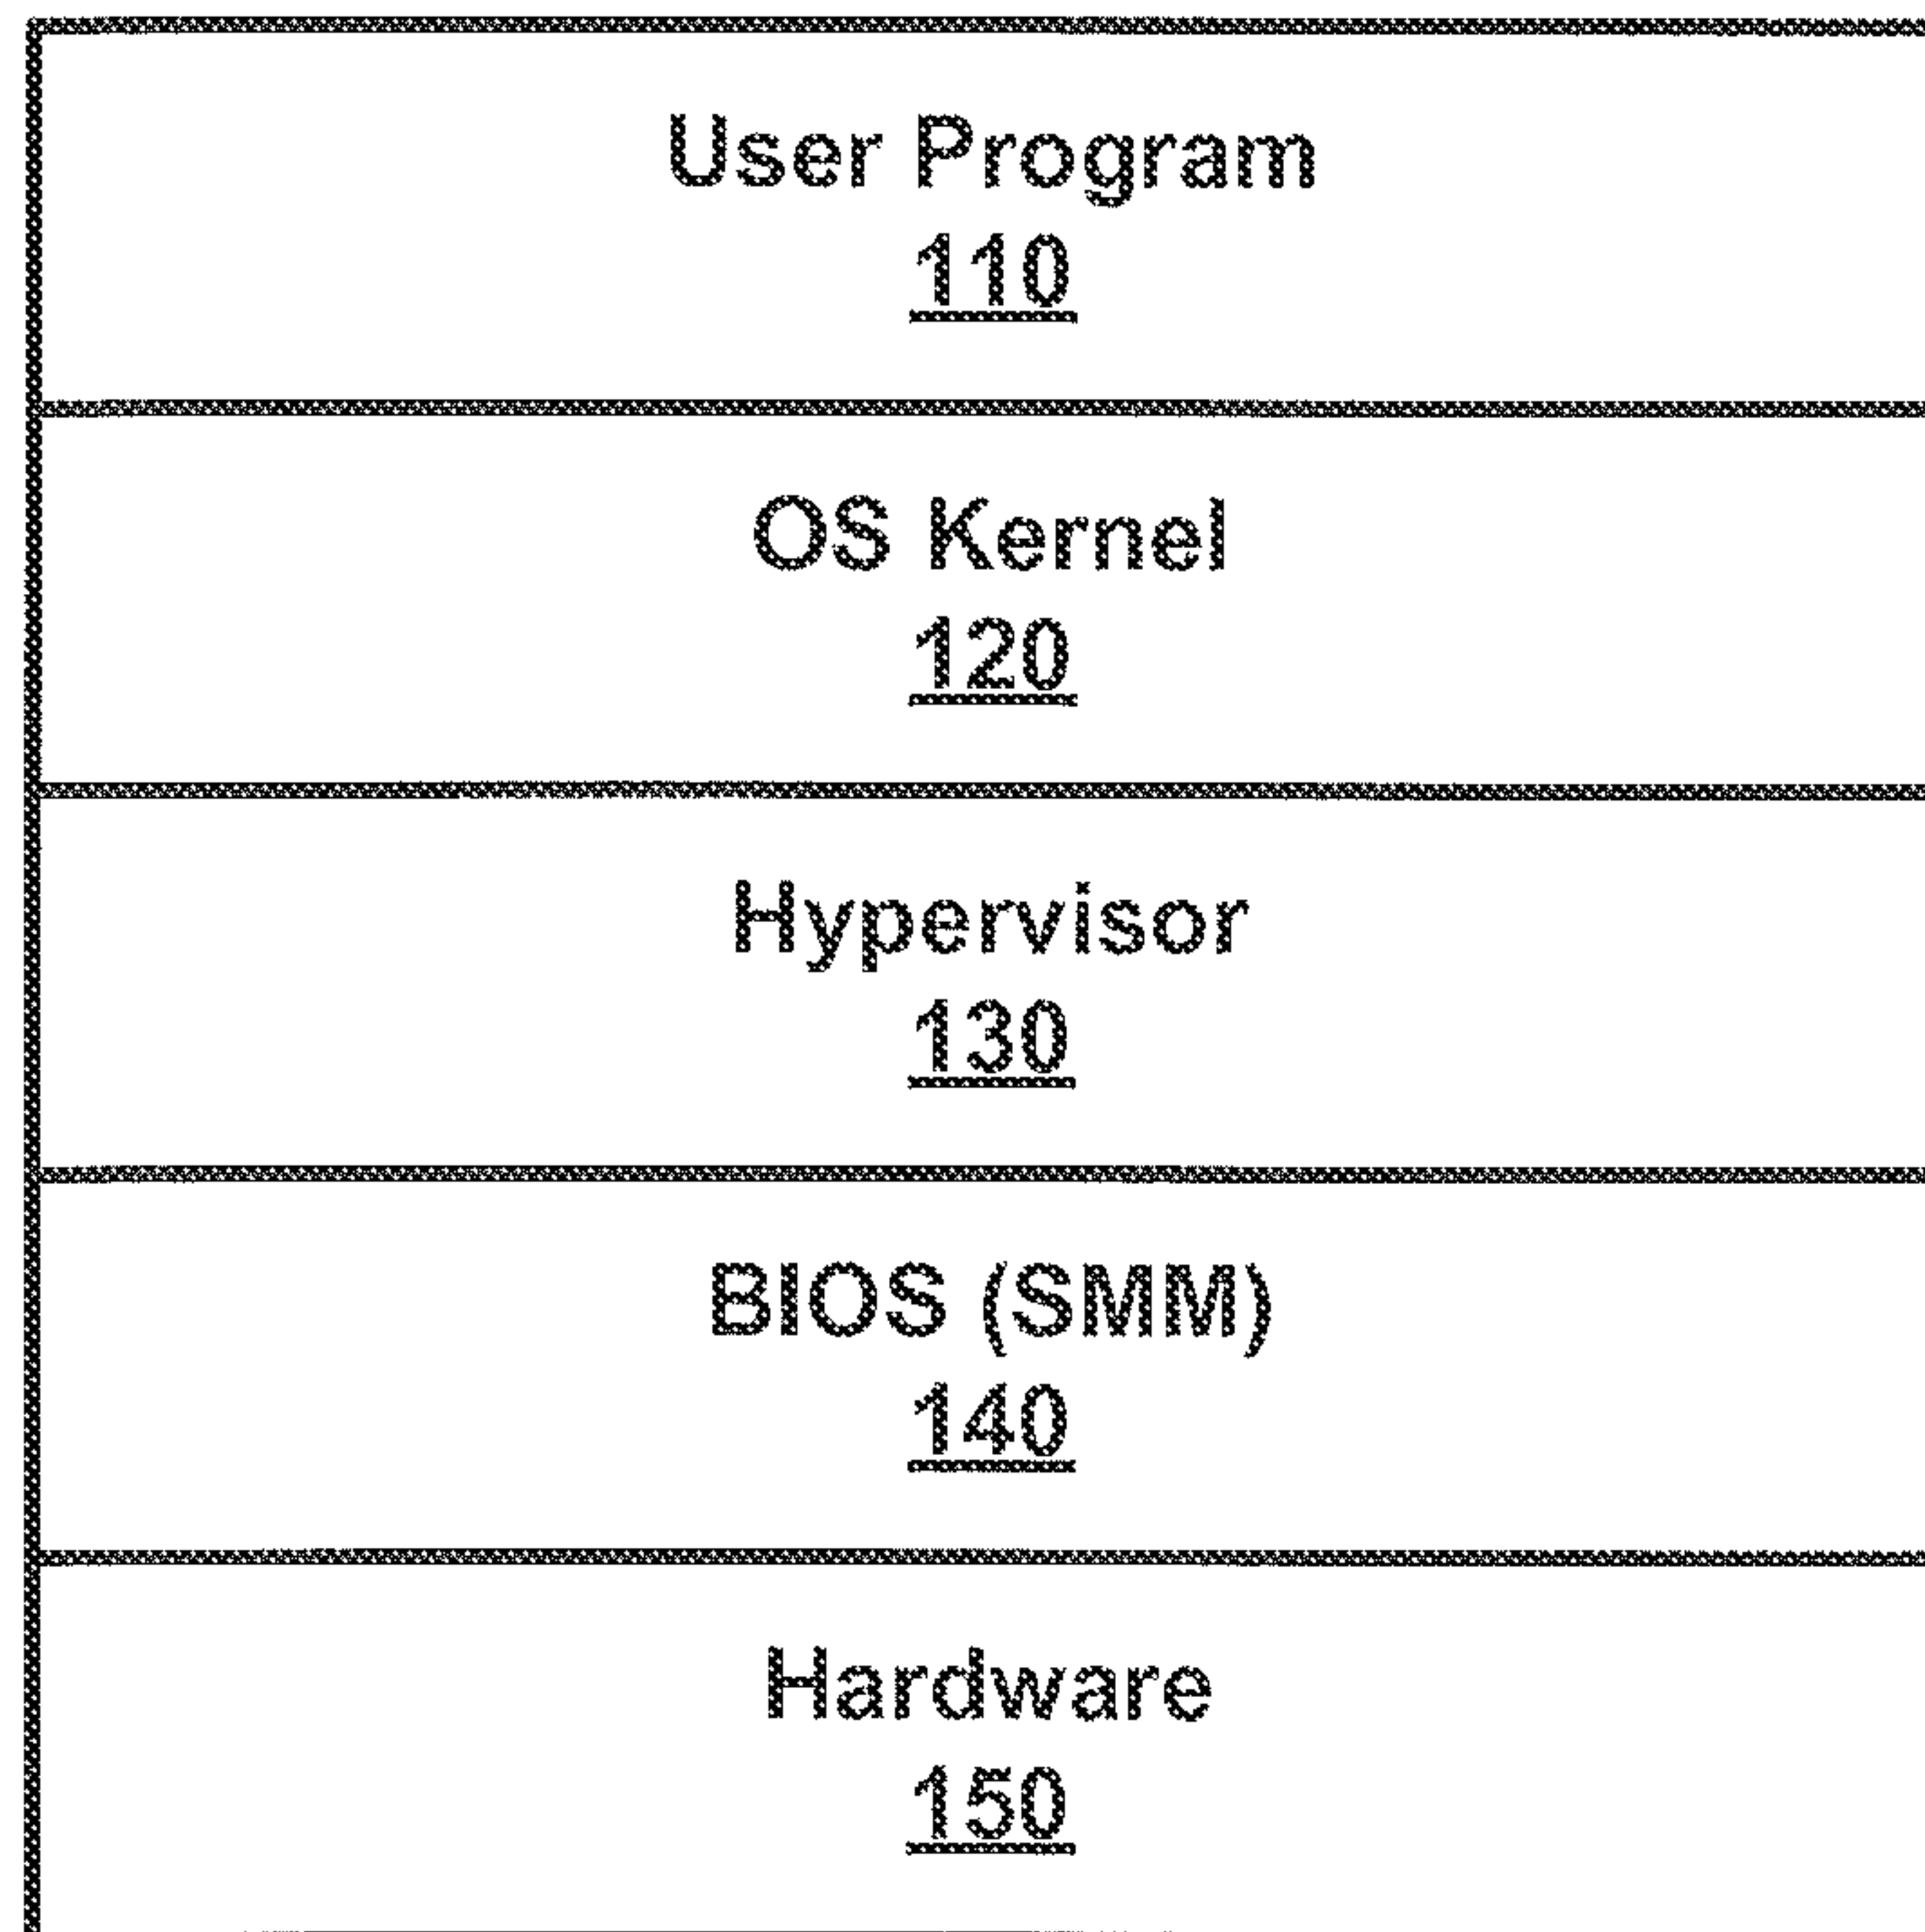 User Program
110
OS Kernel
120
Hypervisor
130
BIOS (SMM)
140
Hardware
150